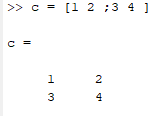 >> c = [1 2 ;3 4 ]
c =
1 2
3 4